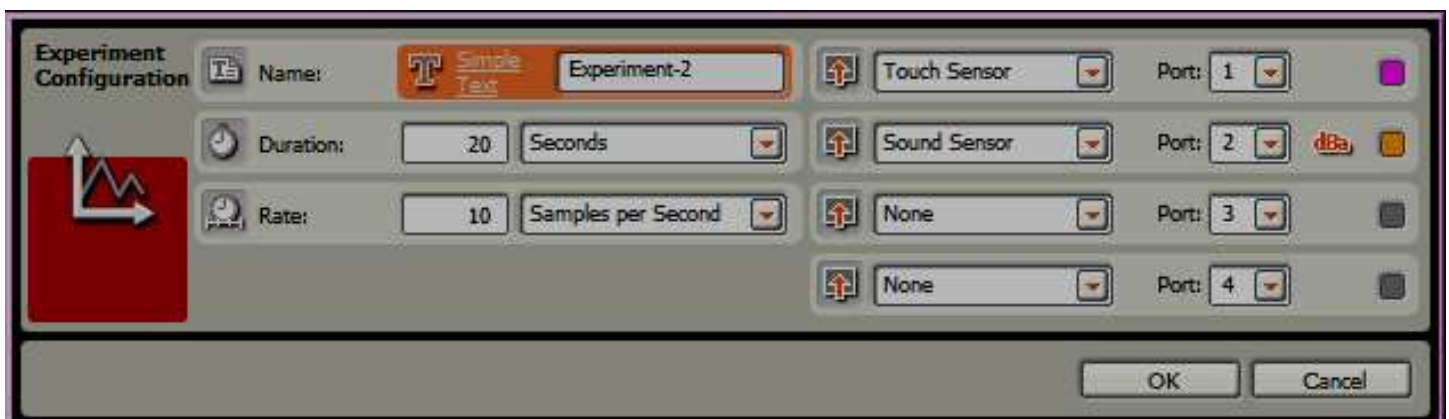 Experiment
Configuration
Name:
Simple
Text
Experiment-2
Duration:
20
Seconds
Rate:
10
Samples per Second
Touch Sensor
Port:
1
Sound Sensor
Port:
2
dBa
None
Port:
3
None
Port:
4
OK
Cancel